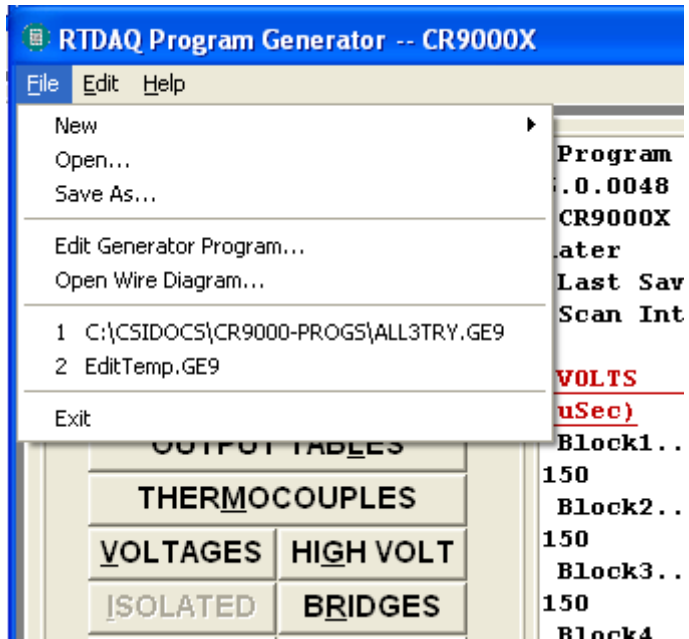 RTDAQ Program Generator -- CR9000X
File Edit Help
New
Open...
Save As...
Edit Generator Program...
Open Wire Diagram...
1 C:\CSIDOCS\CR9000-PROGS\ALL3TRY.GE9
2 EditTemp.GE9
Exit
OUTPUT TABLES
THERMOCOUPLES
VOLTAGES HIGH VOLT
ISOLATED BRIDGES
Program
.0.0048
CR9000X
ater
Last Sav
Scan Int
VOLTS
uSec)
Block1..
150
Block2..
150
Block3..
150
Block4